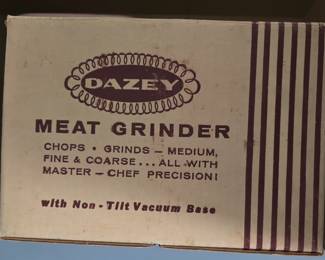 DAZEY
MEAT GRINDER
CHOPS • GRINDS – MEDIUM,
FINE & COARSE... ALL WITH
MASTER – CHEF PRECISION!
with Non - Tilt Vacuum Base